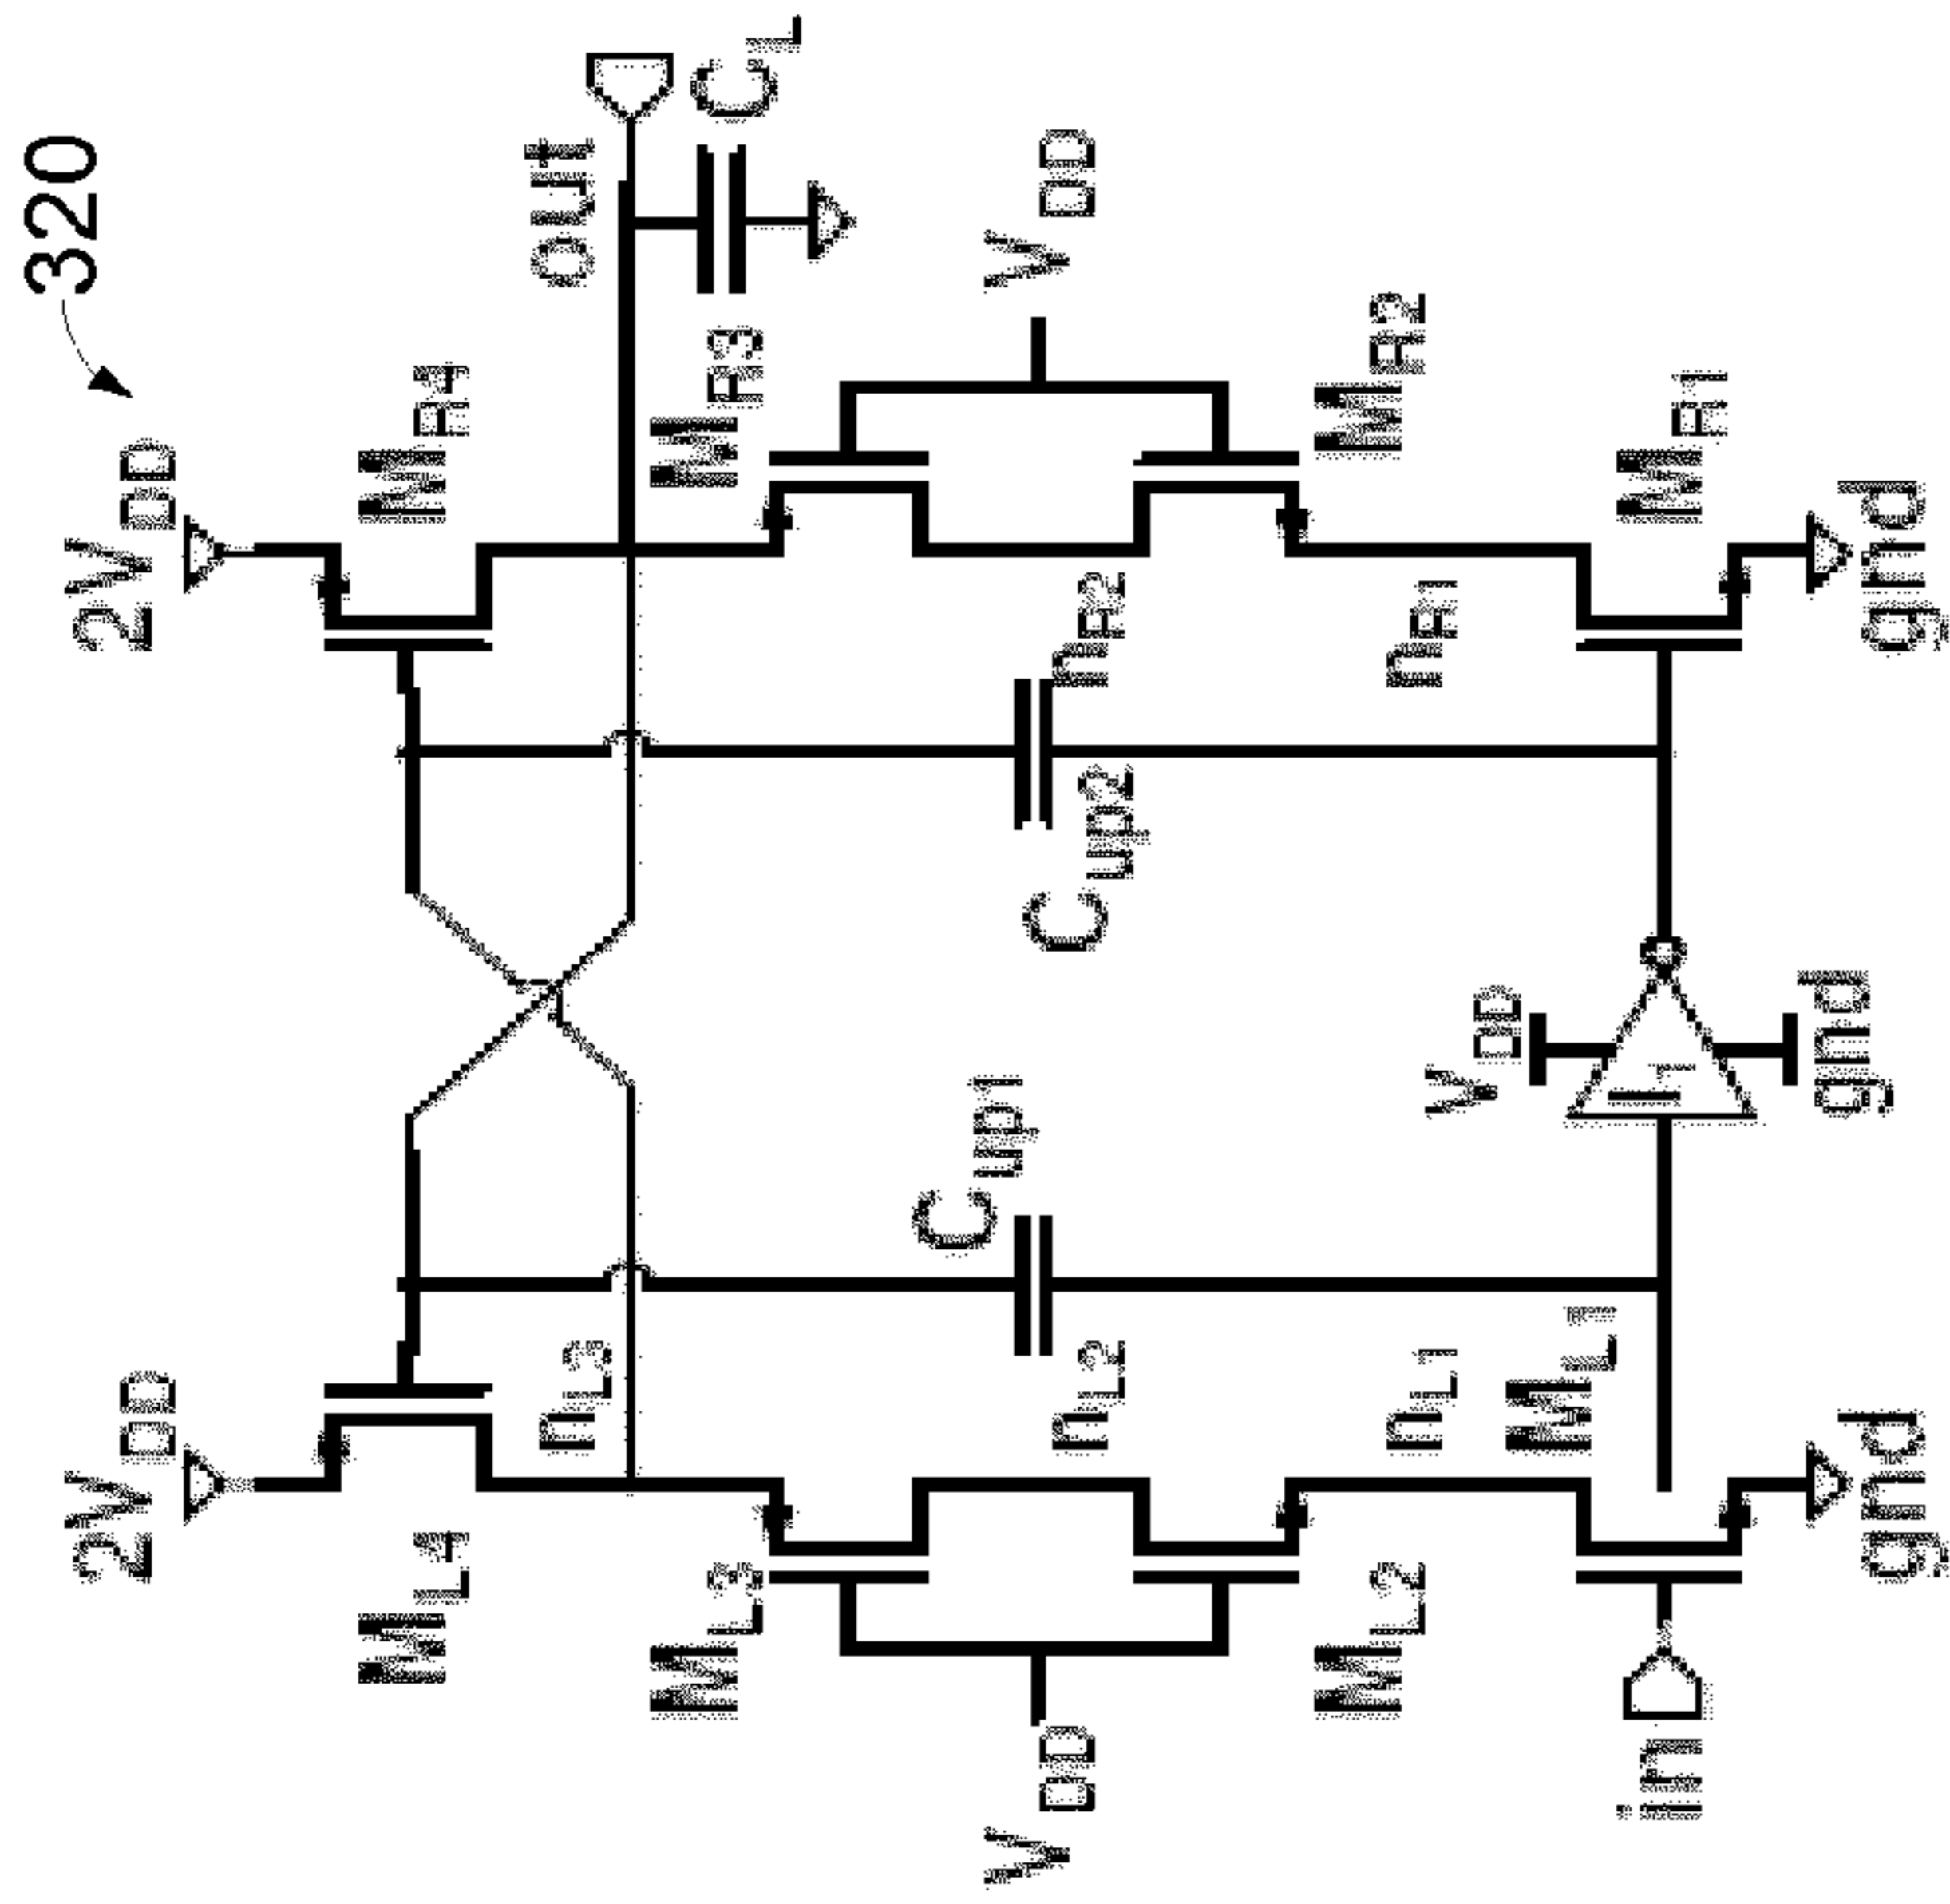 320
2VDD
2VDD
ML4
MR4
nL3
out
ML3
MR3
CL
Cup1
VDD
nL2
Cup2
nR2
VDD
ML2
MR2
nL1
nR1
VDD
ML1
MR1
in
I1
gnd
gnd
gnd